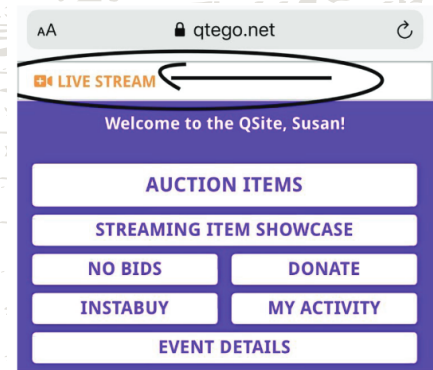 AA qtego.net
LIVE STREAM
Welcome to the QSite, Susan!
AUCTION ITEMS
STREAMING ITEM SHOWCASE
NO BIDS DONATE
INSTABUY MY ACTIVITY
EVENT DETAILS